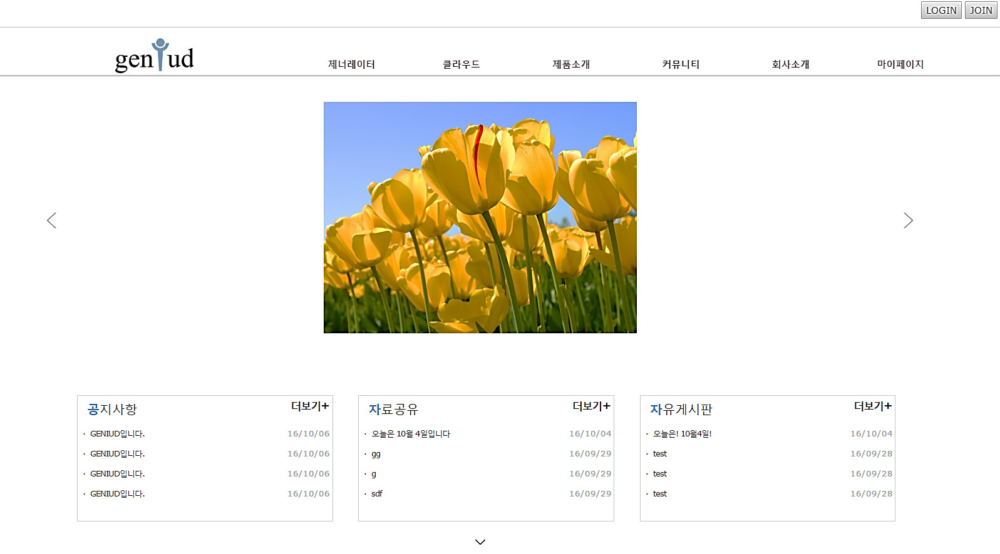 LOGIN JOIN
geniud
제너레이터 클라우드 제품소개 커뮤니티 회사소개 마이페이지
공지사항 더보기+
· GENIUD입니다. 16/10/06
· GENIUD입니다. 16/10/06
· GENIUD입니다. 16/10/06
· GENIUD입니다. 16/10/06
자료공유 더보기+
· 오늘은 10월 4일입니다 16/10/04
· gg 16/09/29
· g 16/09/29
· sdf 16/09/29
자유게시판 더보기+
· 오늘은! 10월4일! 16/10/04
· test 16/09/28
· test 16/09/28
· test 16/09/28